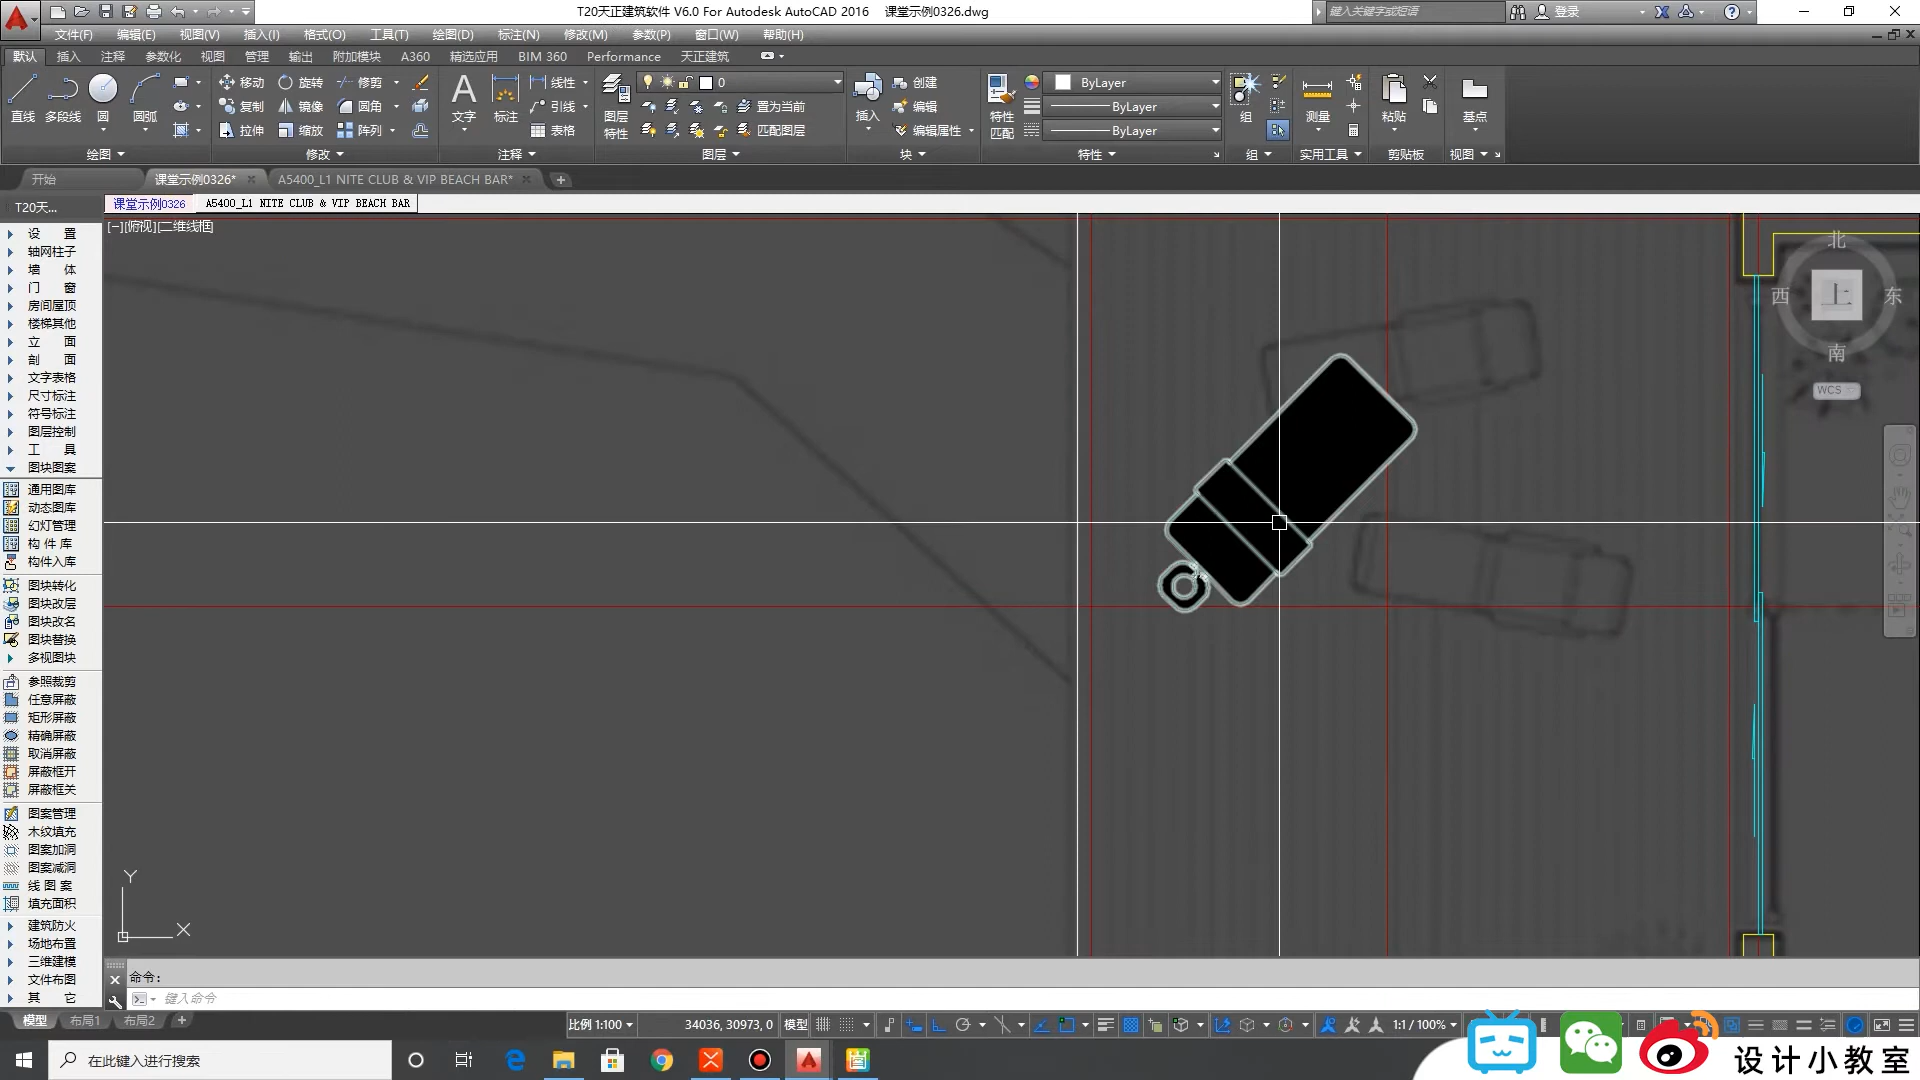 T20天正建筑软件 V6.0 For Autodesk AutoCAD 2016 课堂示例0326.dwg
键入关键字或短语
登录
文件(F) 编辑(E) 视图(V) 插入(I) 格式(O) 工具(T) 绘图(D) 标注(N) 修改(M) 参数(P) 窗口(W) 帮助(H)
默认 插入 注释 参数化 视图 管理 输出 附加模块 A360 精选应用 BIM 360 Performance 天正建筑
直线 多段线 圆 圆弧
移动 旋转 修剪
复制 镜像 圆角
拉伸 缩放 阵列
文字 标注
线性
引线
表格
图层
特性
0
置为当前
匹配图层
插入
创建
编辑
编辑属性
特性
匹配
ByLayer
ByLayer
ByLayer
组
测量
粘贴
基点
绘图 修改 注释 图层 块 特性 组 实用工具 剪贴板 视图
开始 课堂示例0326* A5400_L1 NITE CLUB & VIP BEACH BAR*
T20天... 课堂示例0326 A5400_L1 NITE CLUB & VIP BEACH BAR
[−][俯视][二维线框]
设 置
轴网柱子
墙 体
门 窗
房间屋顶
楼梯其他
立 面
剖 面
文字表格
尺寸标注
符号标注
图层控制
工 具
图块图案
通用图库
动态图库
幻灯管理
构 件 库
构件入库
图块转化
图块改层
图块改名
图块替换
多视图块
参照裁剪
任意屏蔽
矩形屏蔽
精确屏蔽
取消屏蔽
屏蔽框开
屏蔽框关
图案管理
木纹填充
图案加洞
图案减洞
线 图 案
填充面积
建筑防火
场地布置
三维建模
文件布图
其 它
北
西 上 东
南
WCS
Y
X
命令:
键入命令
模型 布局1 布局2
比例 1:100 34036, 30973, 0 模型 1:1 / 100%
在此键入进行搜索
设计小教室